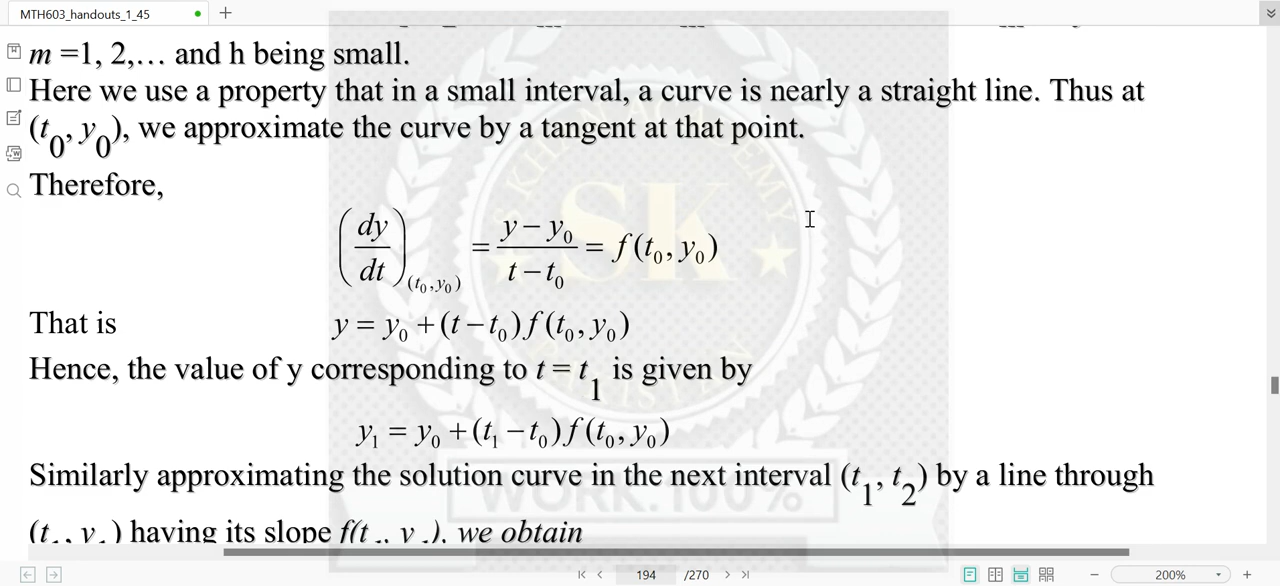 MTH603_handouts_1_45
m =1, 2,… and h being small.
Here we use a property that in a small interval, a curve is nearly a straight line. Thus at
(t0, y0), we approximate the curve by a tangent at that point.
Therefore,
(dy/dt)(t0,y0) = (y − y0)/(t − t0) = f(t0, y0)
That is y = y0 + (t − t0) f(t0, y0)
Hence, the value of y corresponding to t = t1 is given by
y1 = y0 + (t1 − t0) f(t0, y0)
Similarly approximating the solution curve in the next interval (t1, t2) by a line through
having its slope we obtain
SK
WORK.100%
194 /270
200%